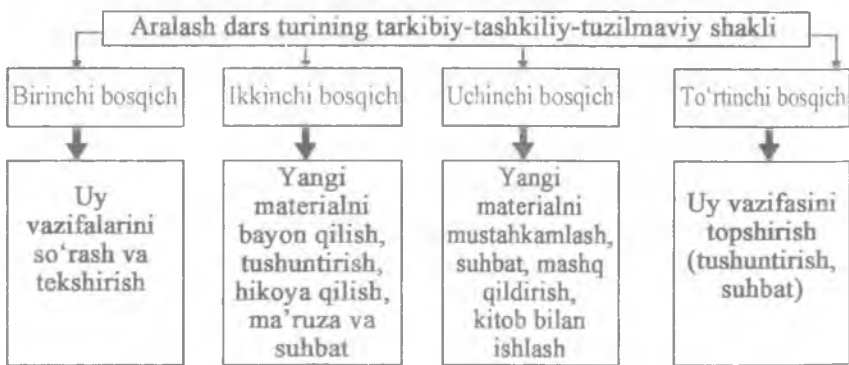 Aralash dars turining tarkibiy-tashkiliy-tuzilmaviy shakli
Birinchi bosqich
Ikkinchi bosqich
Uchinchi bosqich
To‘rtinchi bosqich
Uy
vazifalarini
so‘rash va
tekshirish
Yangi
materialni
bayon qilish,
tushuntirish,
hikoya qilish,
ma’ruza va
suhbat
Yangi
materialni
mustahkamlash,
suhbat, mashq
qildirish,
kitob bilan
ishlash
Uy vazifasini
topshirish
(tushuntirish,
suhbat)